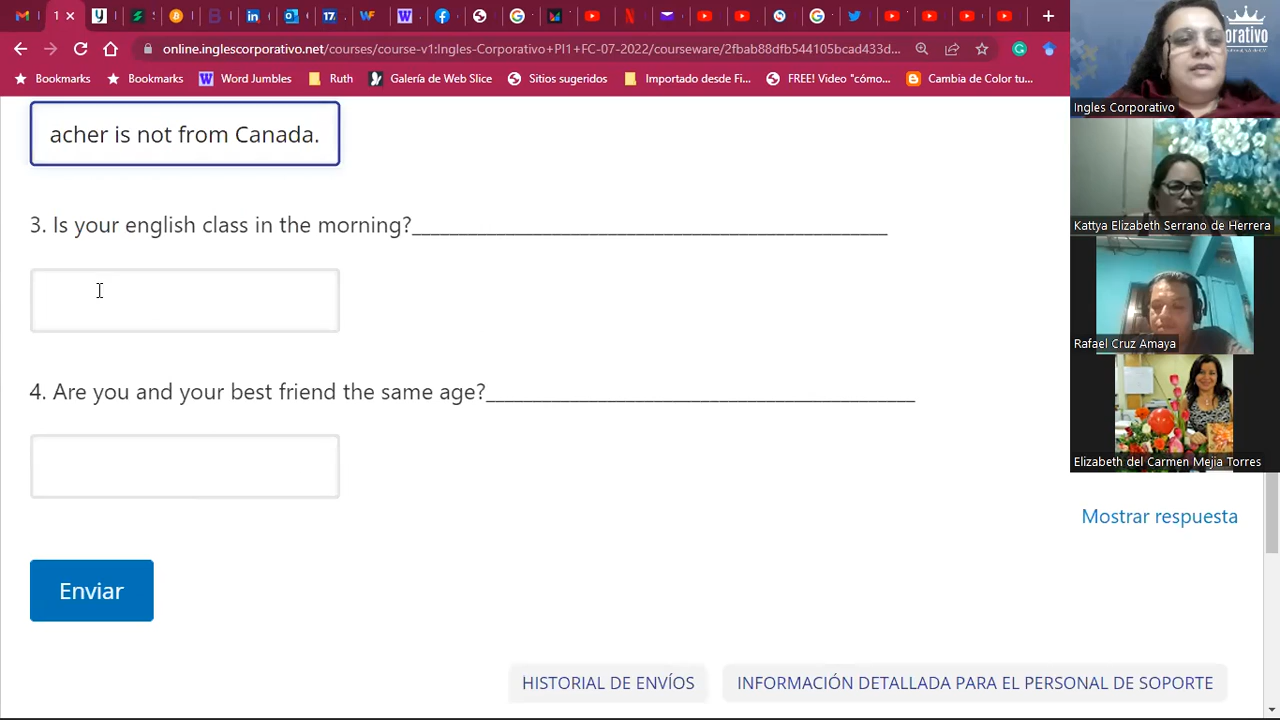 1
17
online.inglescorporativo.net/courses/course-v1:Ingles-Corporativo+PI1+FC-07-2022/courseware/2fbab88dfb544105bcad433d...
Bookmarks
Bookmarks
Word Jumbles
Ruth
Galería de Web Slice
Sitios sugeridos
Importado desde Fi...
FREE! Video "cómo...
Cambia de Color tu...
orativo
Ingles Corporativo
acher is not from Canada.
3. Is your english class in the morning?
Kattya Elizabeth Serrano de Herrera
Rafael Cruz Amaya
4. Are you and your best friend the same age?
Elizabeth del Carmen Mejia Torres
Mostrar respuesta
Enviar
HISTORIAL DE ENVÍOS
INFORMACIÓN DETALLADA PARA EL PERSONAL DE SOPORTE